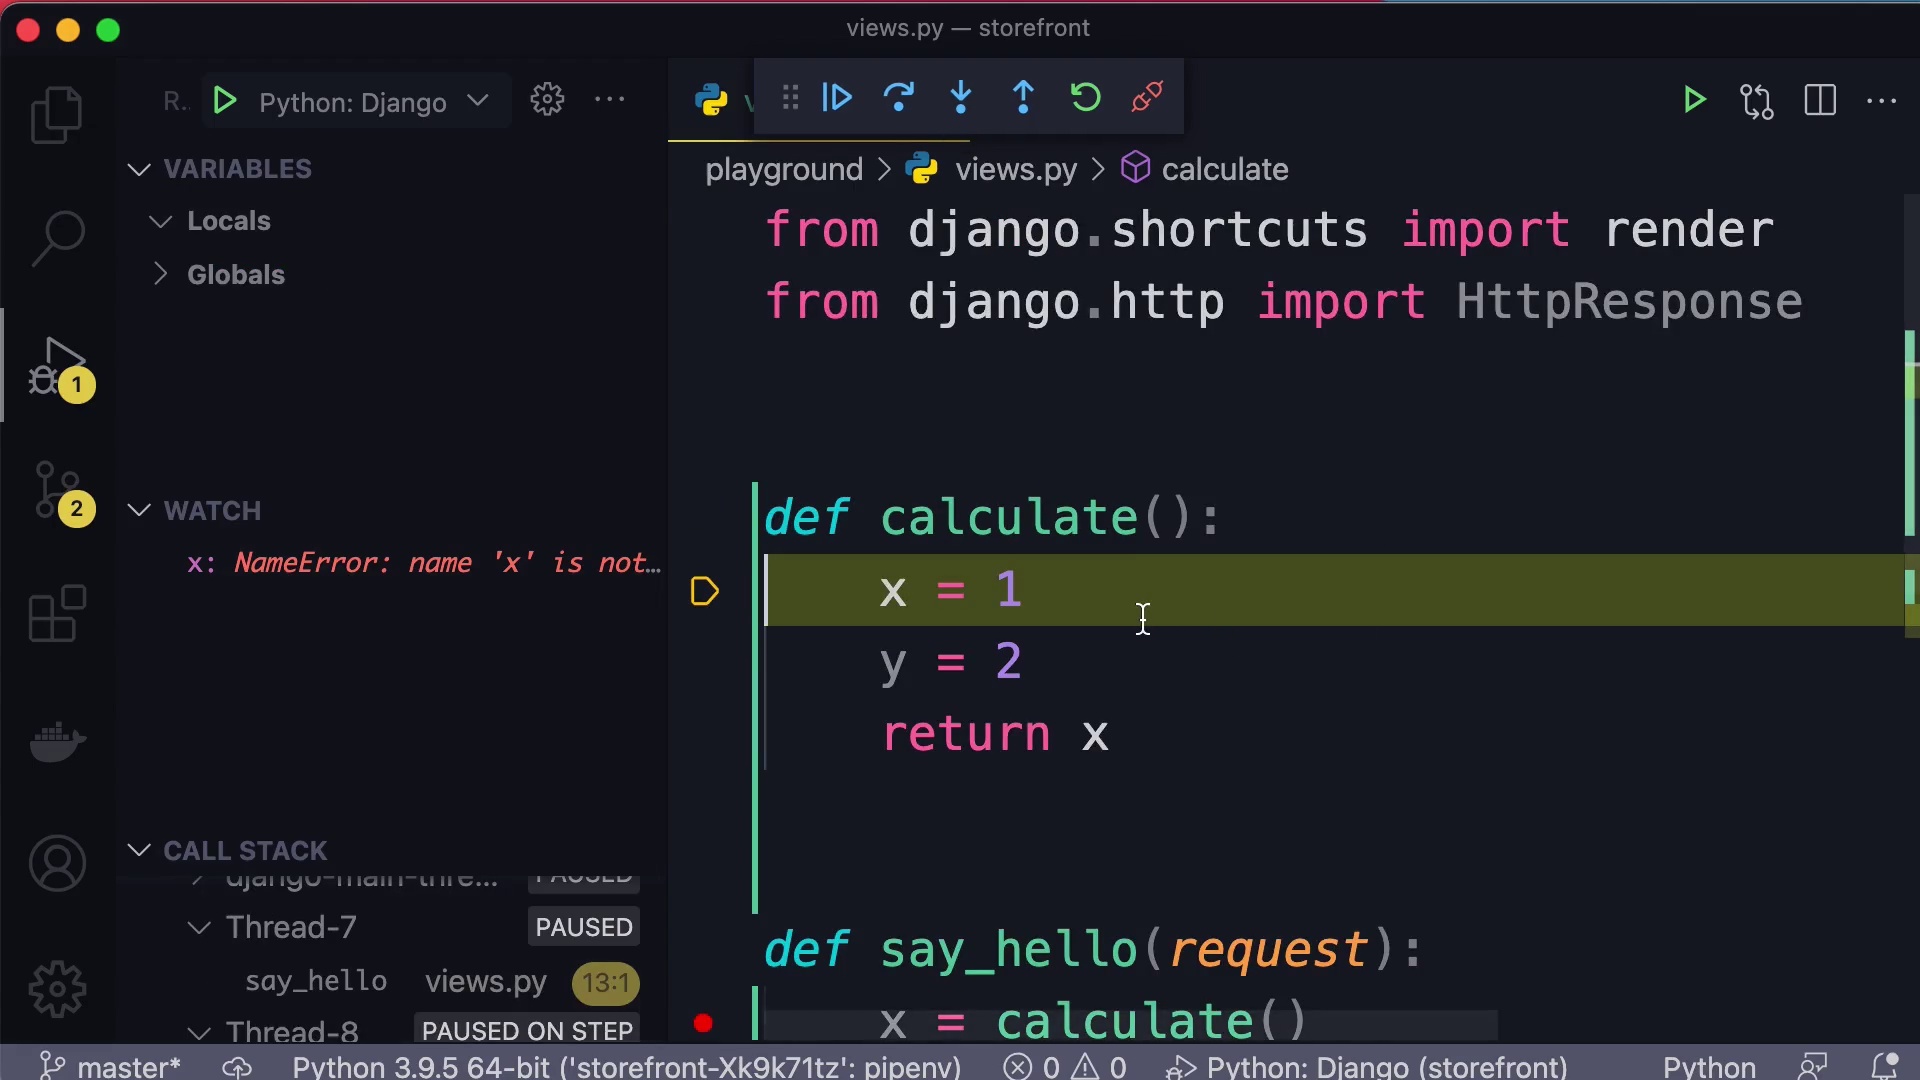 views.py — storefront
R..
Python: Django
VARIABLES
Locals
Globals
WATCH
x: NameError: name 'x' is not…
CALL STACK
django-main-thre... PAUSED
Thread-7 PAUSED
say_hello views.py 13:1
Thread-8 PAUSED ON STEP
1
2
playground > views.py > calculate
from django.shortcuts import render
from django.http import HttpResponse
def calculate():
x = 1
y = 2
return x
def say_hello(request):
x = calculate()
master* Python 3.9.5 64-bit ('storefront-Xk9k71tz': pipenv) 0 0 Python: Django (storefront) Python